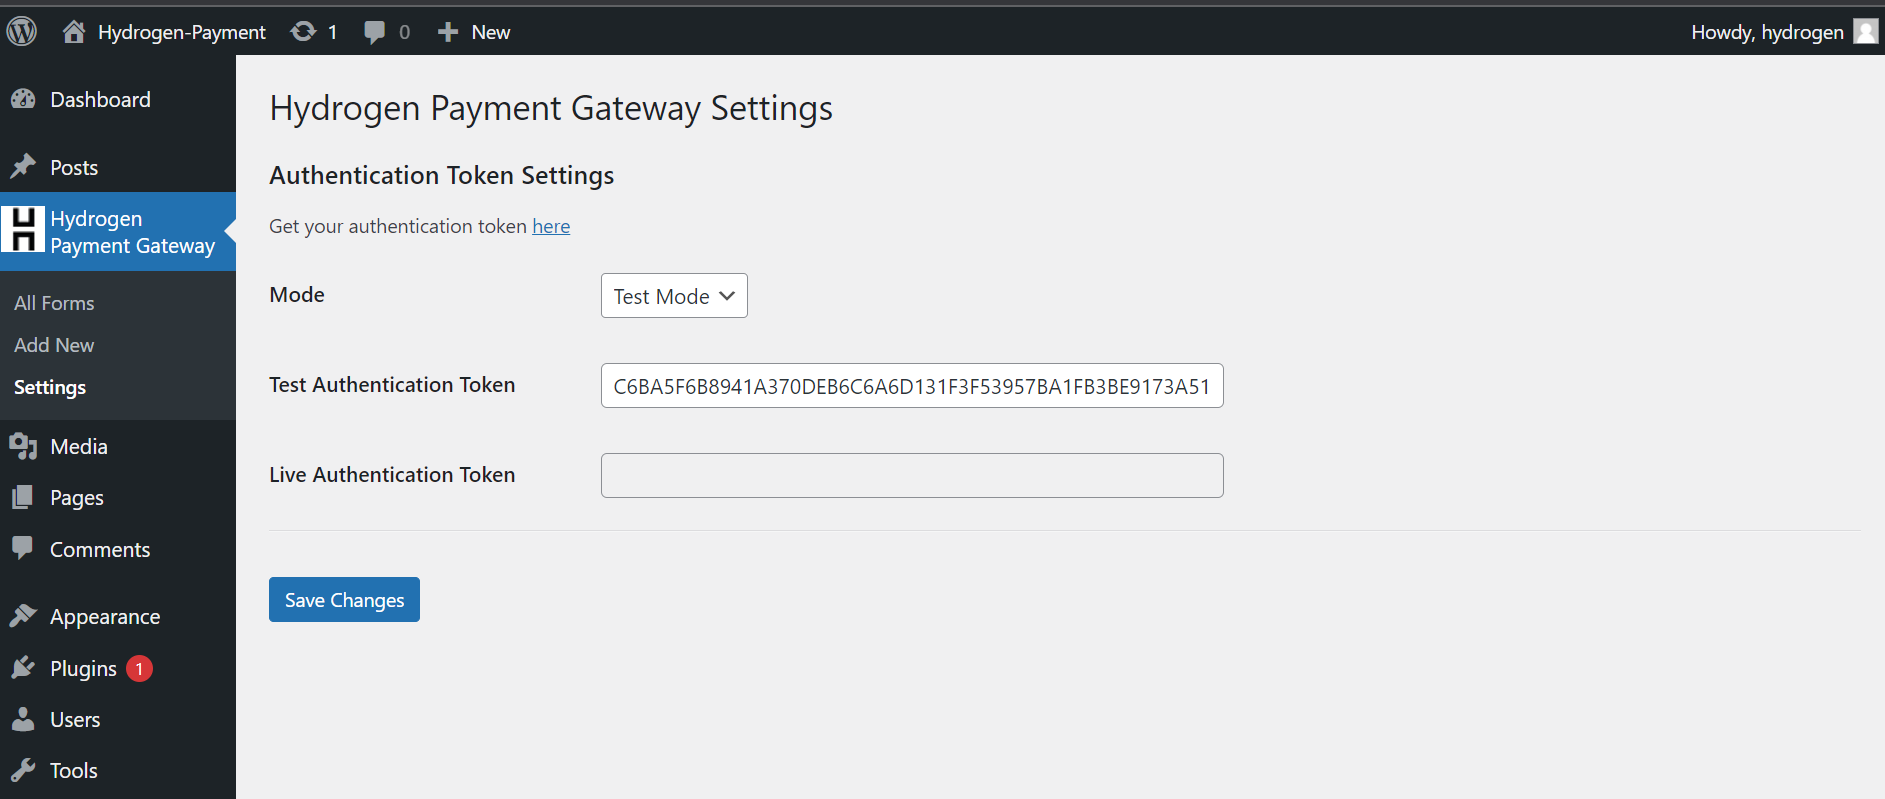 Hydrogen-Payment 1 0 New Howdy, hydrogen
Dashboard
Posts
Hydrogen
Payment Gateway
All Forms
Add New
Settings
Media
Pages
Comments
Appearance
Plugins 1
Users
Tools
Hydrogen Payment Gateway Settings
Authentication Token Settings
Get your authentication token here
Mode Test Mode
Test Authentication Token C6BA5F6B8941A370DEB6C6A6D131F3F53957BA1FB3BE9173A51
Live Authentication Token
Save Changes